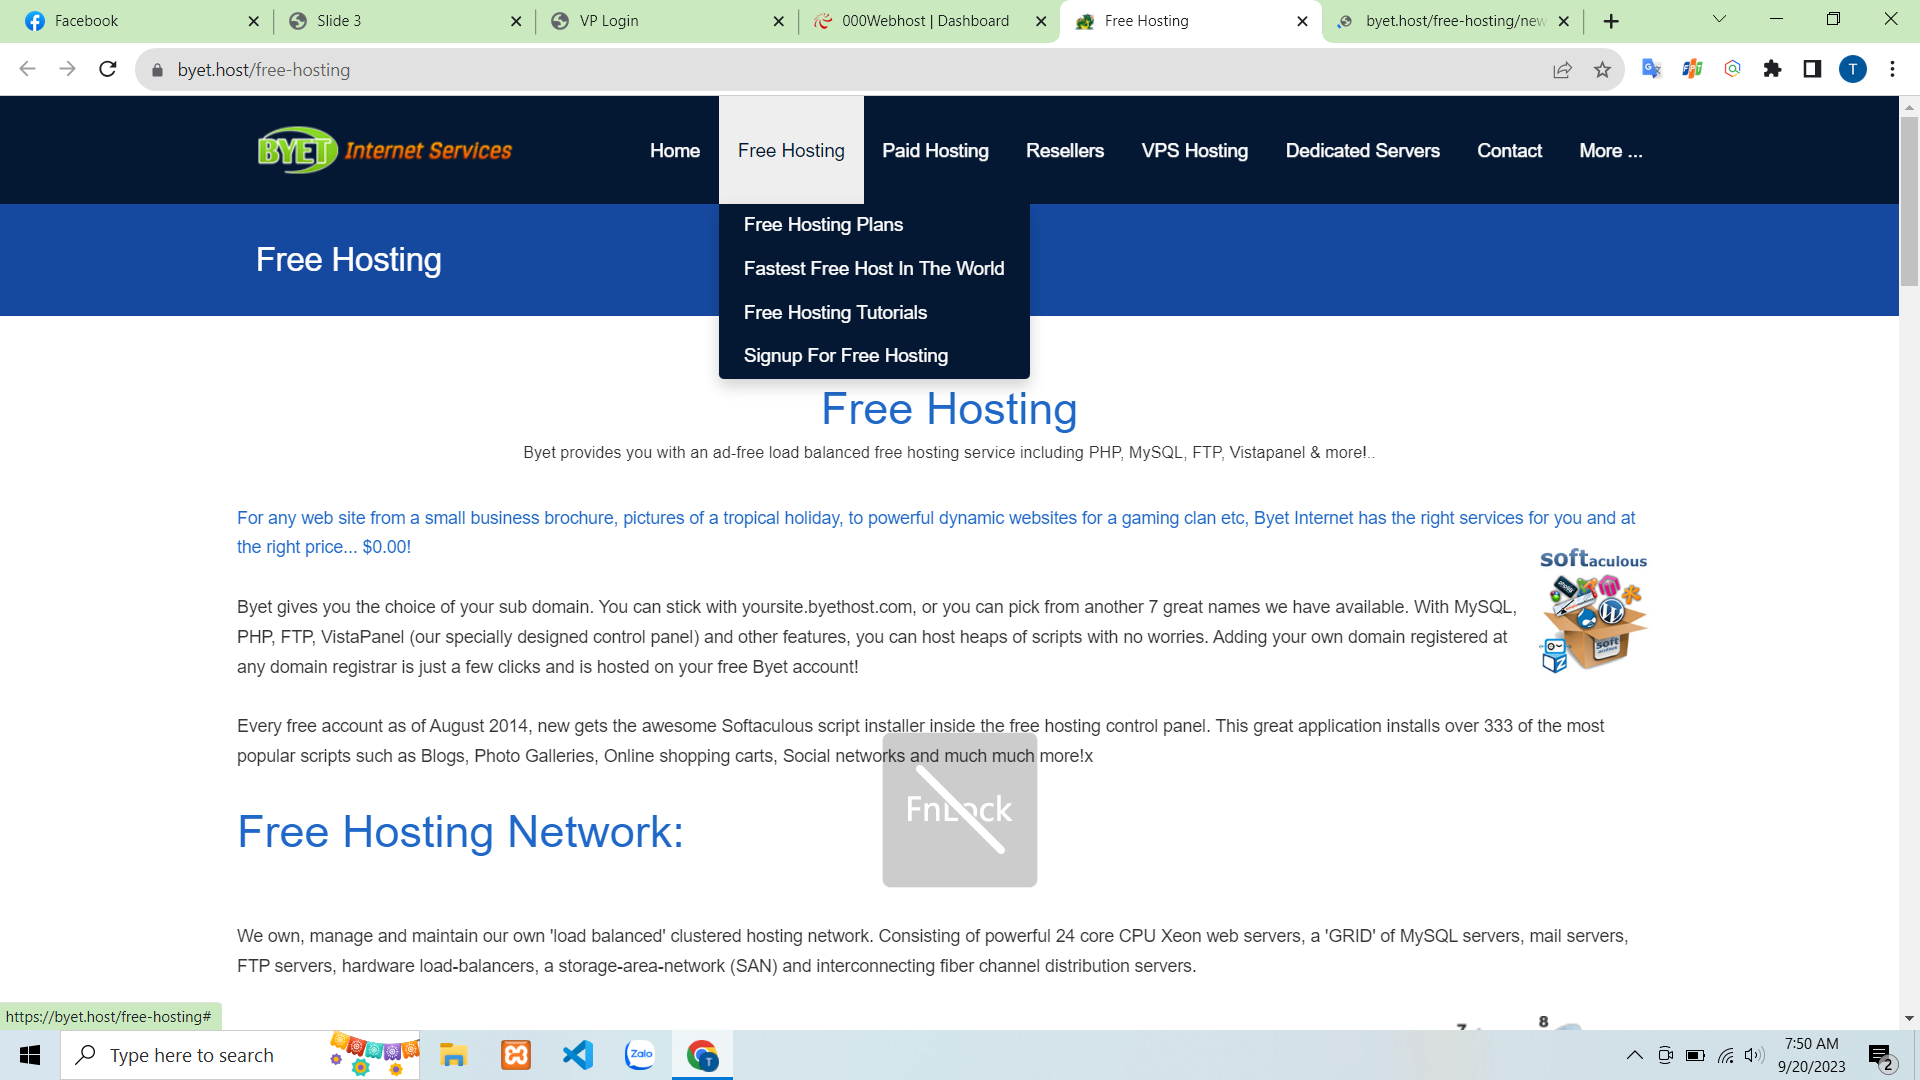 Facebook
Slide 3
VP Login
000Webhost | Dashboard
Free Hosting
byet.host/free-hosting/new
byet.host/free-hosting
T
BYET Internet Services
Home
Free Hosting
Paid Hosting
Resellers
VPS Hosting
Dedicated Servers
Contact
More ...
Free Hosting Plans
Fastest Free Host In The World
Free Hosting Tutorials
Signup For Free Hosting
Free Hosting
Free Hosting
Byet provides you with an ad-free load balanced free hosting service including PHP, MySQL, FTP, Vistapanel & more!..
For any web site from a small business brochure, pictures of a tropical holiday, to powerful dynamic websites for a gaming clan etc, Byet Internet has the right services for you and at
the right price... $0.00!
softaculous
Byet gives you the choice of your sub domain. You can stick with yoursite.byethost.com, or you can pick from another 7 great names we have available. With MySQL,
PHP, FTP, VistaPanel (our specially designed control panel) and other features, you can host heaps of scripts with no worries. Adding your own domain registered at
any domain registrar is just a few clicks and is hosted on your free Byet account!
Every free account as of August 2014, new gets the awesome Softaculous script installer inside the free hosting control panel. This great application installs over 333 of the most
popular scripts such as Blogs, Photo Galleries, Online shopping carts, Social networks and much much more!x
FnLock
Free Hosting Network:
We own, manage and maintain our own 'load balanced' clustered hosting network. Consisting of powerful 24 core CPU Xeon web servers, a 'GRID' of MySQL servers, mail servers,
FTP servers, hardware load-balancers, a storage-area-network (SAN) and interconnecting fiber channel distribution servers.
7
8
https://byet.host/free-hosting#
Type here to search
Zalo
T
7:50 AM
9/20/2023
2